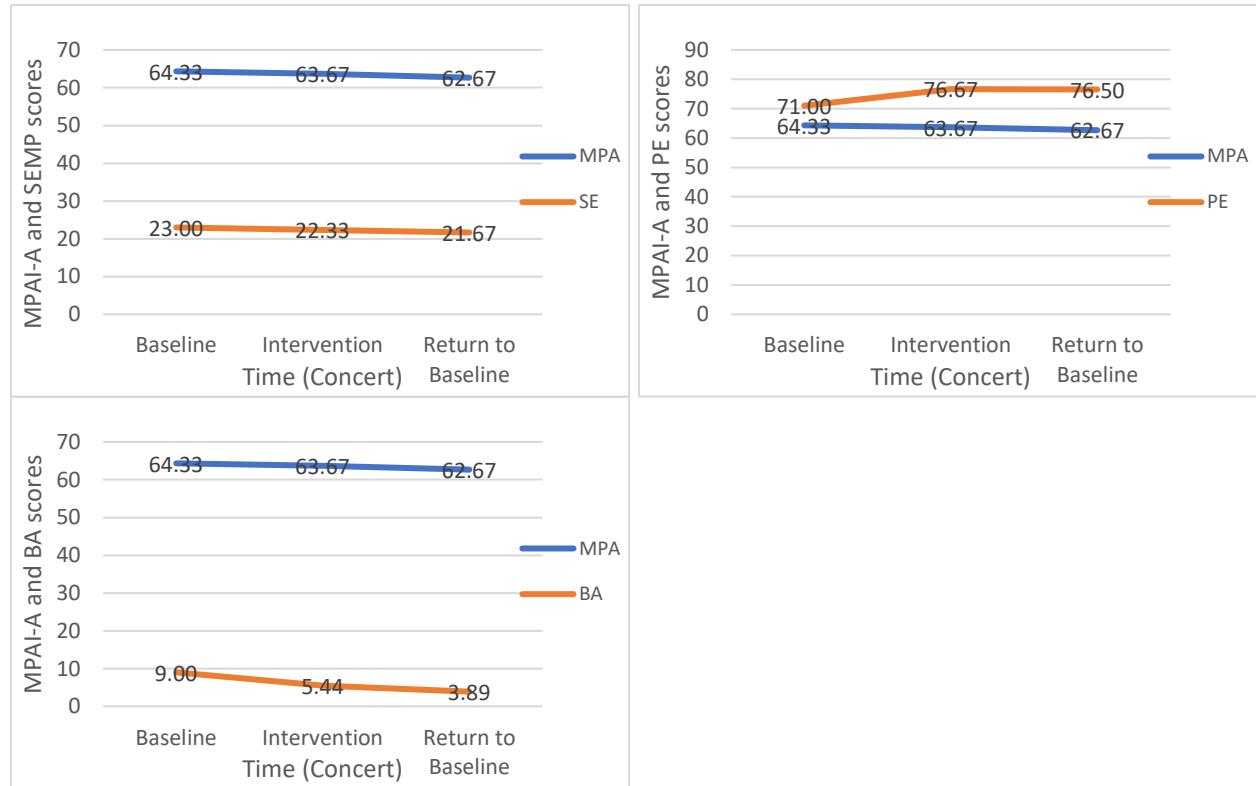 MPAI-A and SEMP scores
70
60
50
40
30
20
10
0
64.33 63.67 62.67
23.00 22.33 21.67
MPA
SE
Baseline Intervention Return to
Baseline
Time (Concert)
MPAI-A and PE scores
90
80
70
60
50
40
30
20
10
0
71.00 76.67 76.50
64.33 63.67 62.67
MPA
PE
Baseline Intervention Return to
Baseline
Time (Concert)
MPAI-A and BA scores
70
60
50
40
30
20
10
0
64.33 63.67 62.67
9.00 5.44 3.89
MPA
BA
Baseline Intervention Return to
Baseline
Time (Concert)